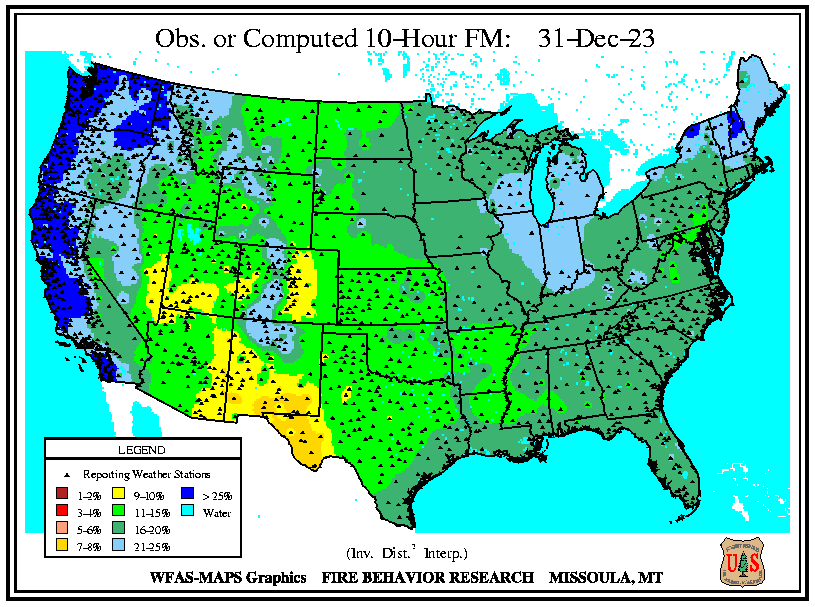 Obs. or Computed 10-Hour FM: 31-Dec-23
LEGEND
Reporting Weather Stations
1-2% 9-10% > 25%
3-4% 11-15% Water
5-6% 16-20%
7-8% 21-25%
(Inv. Dist.² Interp.)
WFAS-MAPS Graphics FIRE BEHAVIOR RESEARCH MISSOULA, MT
U S